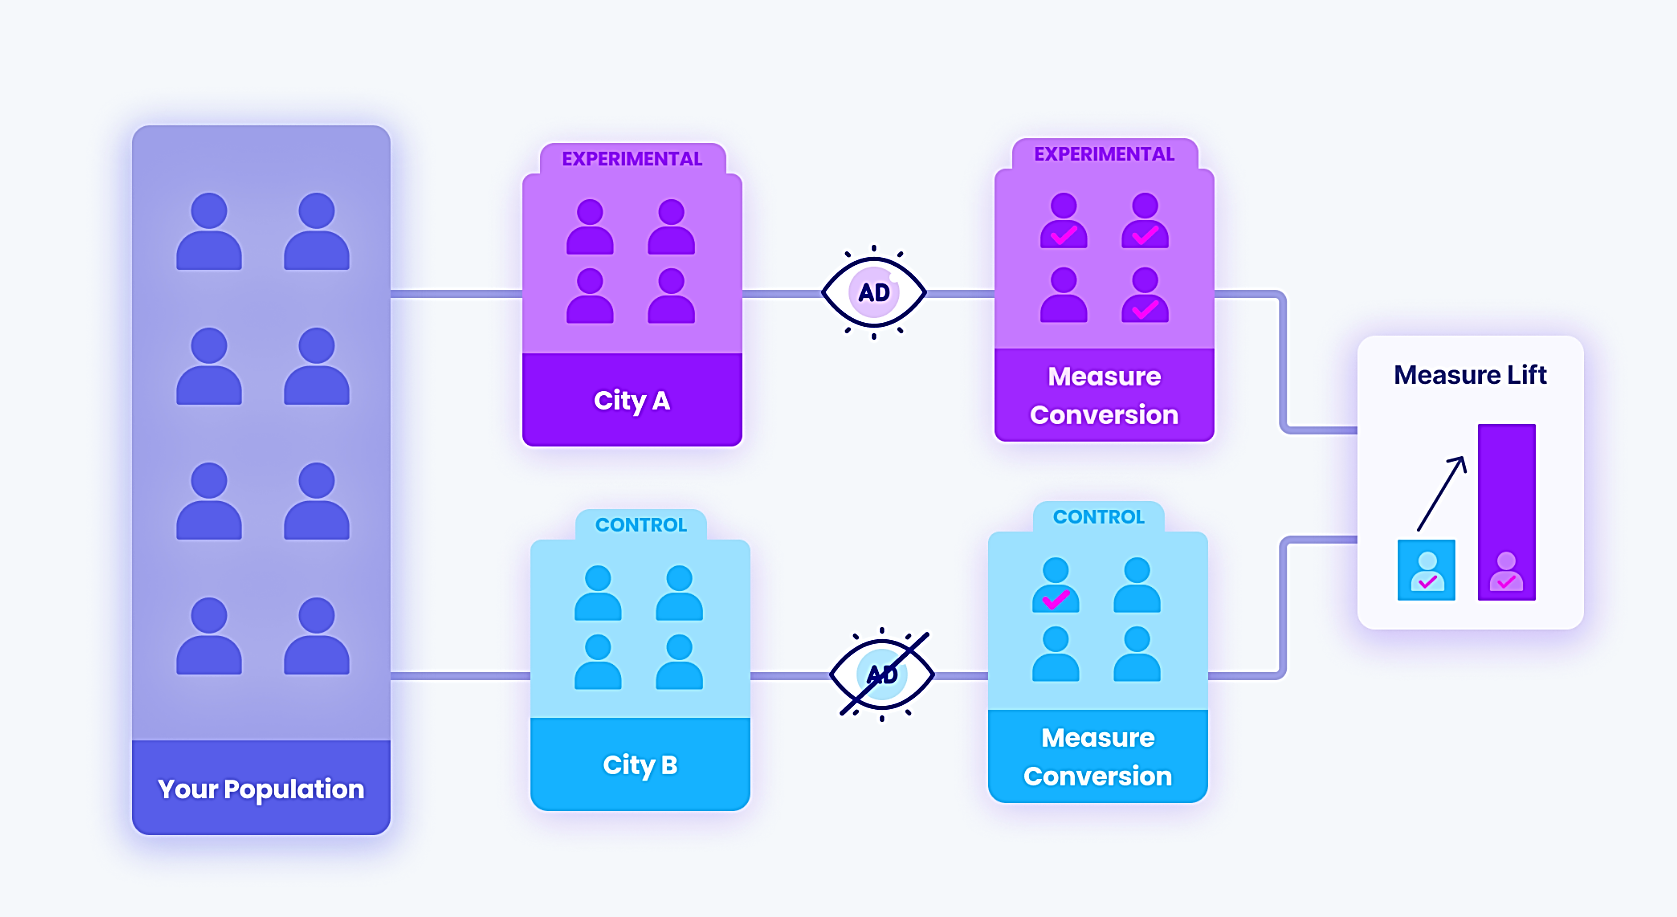 EXPERIMENTAL
City A
AD
EXPERIMENTAL
Measure
Conversion
Your Population
CONTROL
City B
AD
CONTROL
Measure
Conversion
Measure Lift